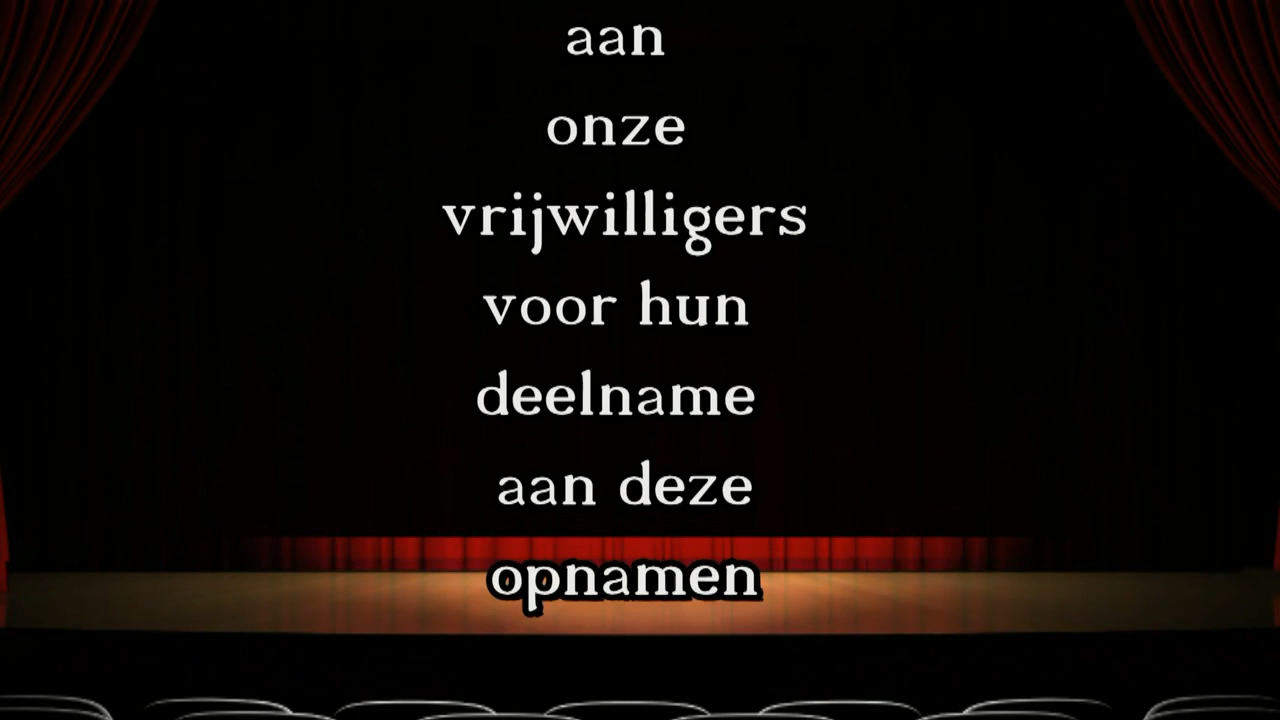 aan
onze
vrijwilligers
voor hun
deelname
aan deze
opnamen